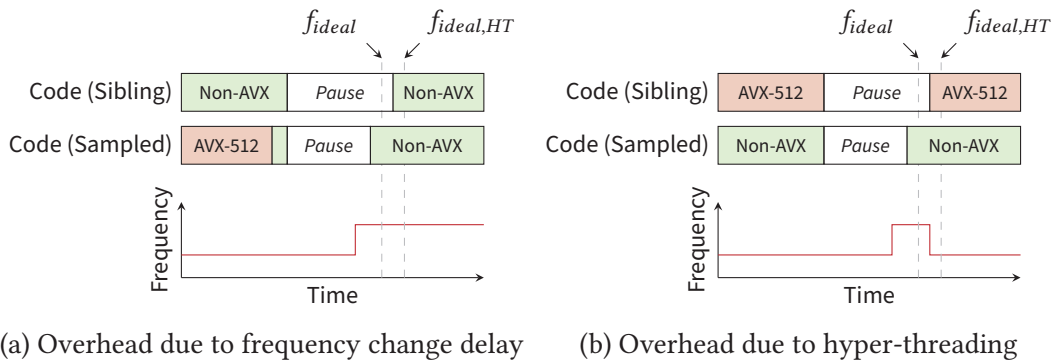 f_ideal f_ideal,HT
Code (Sibling) Non-AVX Pause Non-AVX
Code (Sampled) AVX-512 Pause Non-AVX
Frequency
Time
(a) Overhead due to frequency change delay
f_ideal f_ideal,HT
Code (Sibling) AVX-512 Pause AVX-512
Code (Sampled) Non-AVX Pause Non-AVX
Frequency
Time
(b) Overhead due to hyper-threading